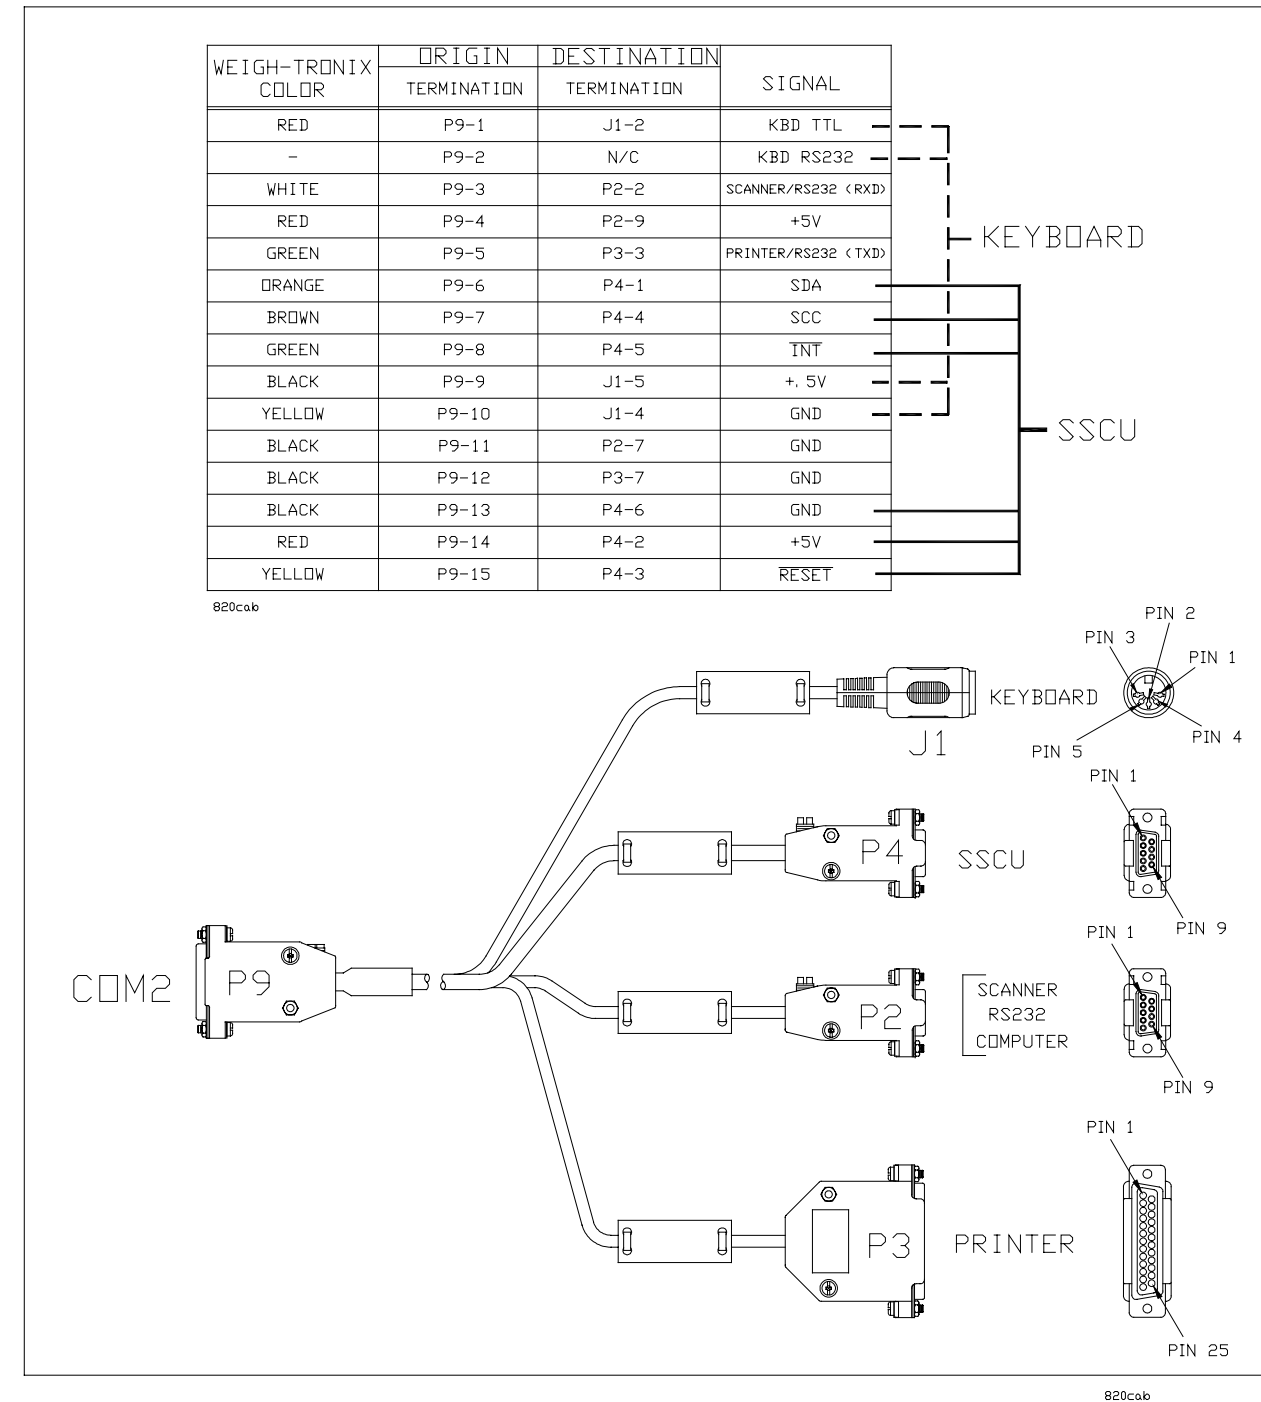 WEIGH-TRONIX COLOR ORIGIN TERMINATION DESTINATION TERMINATION SIGNAL
RED P9-1 J1-2 KBD TTL
- P9-2 N/C KBD RS232
WHITE P9-3 P2-2 SCANNER/RS232 (RXD)
RED P9-4 P2-9 +5V
GREEN P9-5 P3-3 PRINTER/RS232 (TXD)
ORANGE P9-6 P4-1 SDA
BROWN P9-7 P4-4 SCC
GREEN P9-8 P4-5 INT
BLACK P9-9 J1-5 +.5V
YELLOW P9-10 J1-4 GND
BLACK P9-11 P2-7 GND
BLACK P9-12 P3-7 GND
BLACK P9-13 P4-6 GND
RED P9-14 P4-2 +5V
YELLOW P9-15 P4-3 RESET
KEYBOARD
SSCU
820cab
PIN 2
PIN 3
PIN 1
KEYBOARD
J1
PIN 5
PIN 4
PIN 1
P4
SSCU
PIN 9
COM2
P9
PIN 1
P2
SCANNER
RS232
COMPUTER
PIN 9
PIN 1
P3
PRINTER
PIN 25
820cab